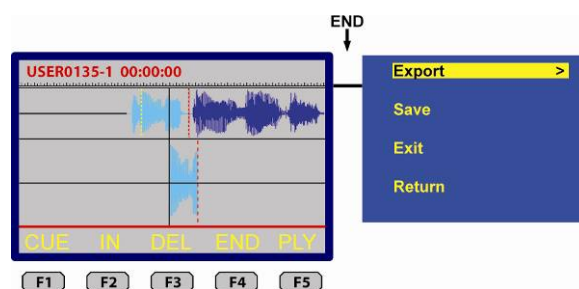 END
USER0135-1 00:00:00
Export >
Save
Exit
Return
CUE IN DEL END PLY
F1 F2 F3 F4 F5